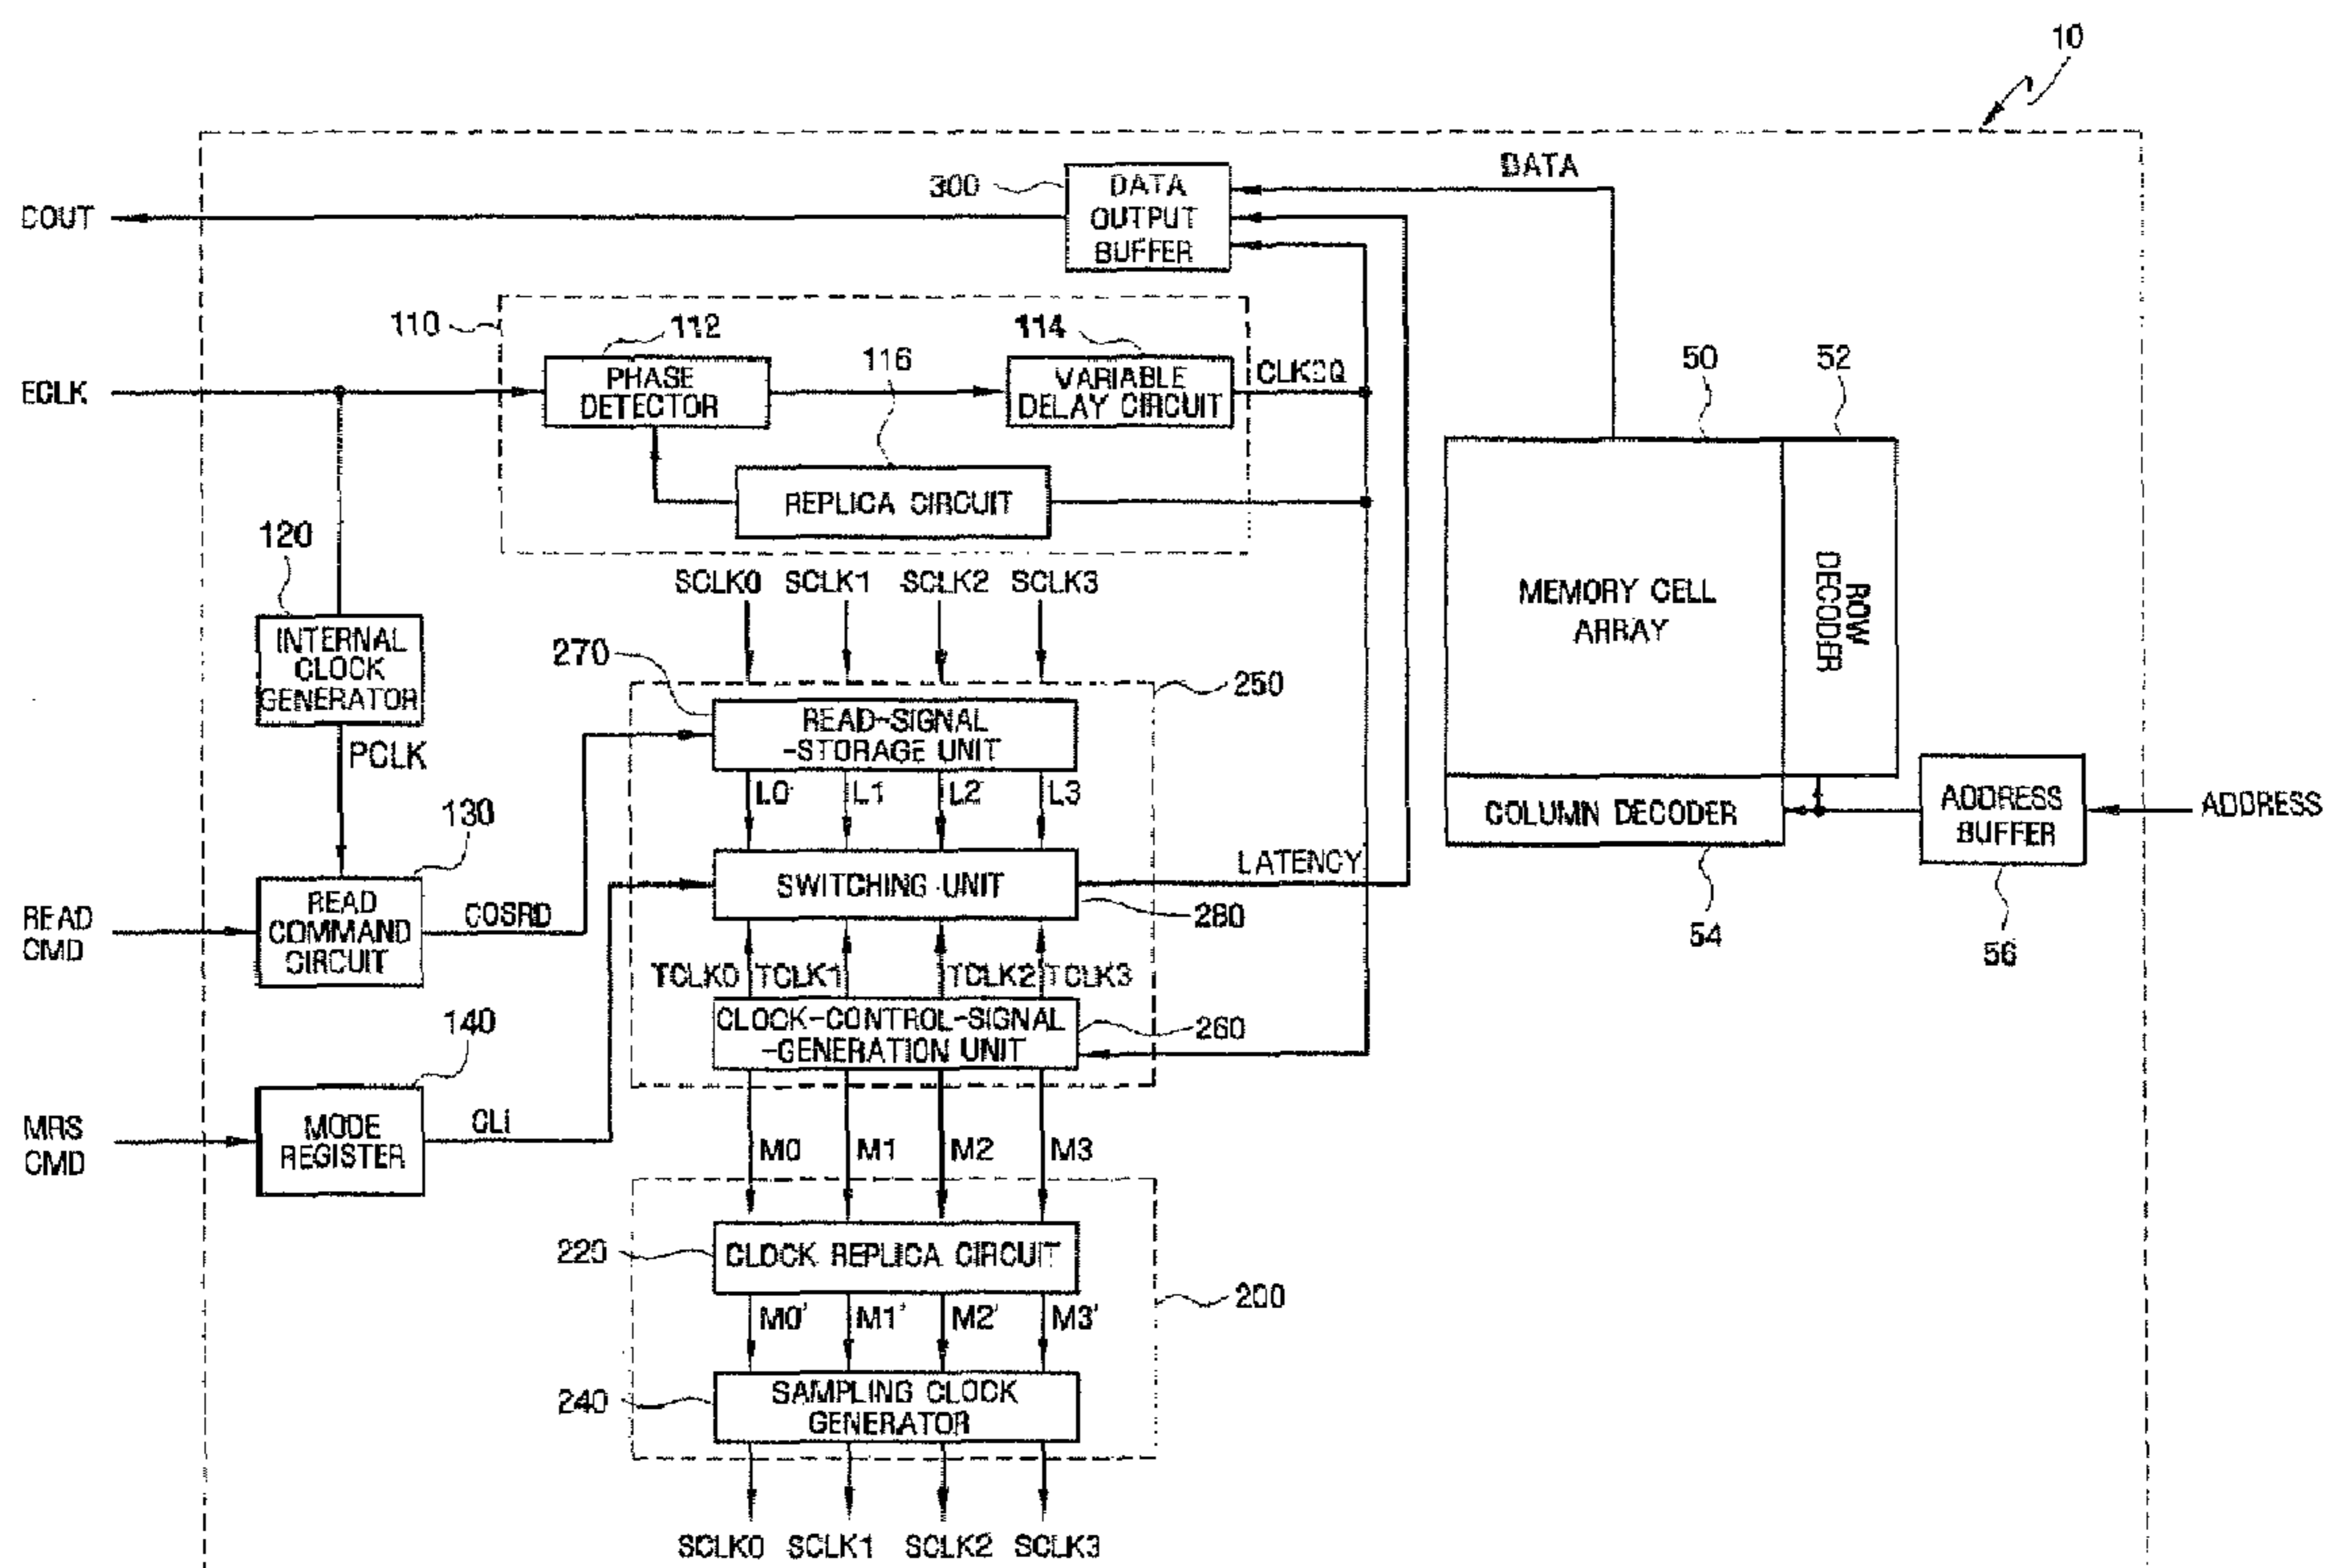 10
DATA
300
DATA
OUTPUT
BUFFER
DOUT
110
112
114
116
50
52
ECLK
PHASE
DETECTOR
VARIABLE
DELAY CIRCUIT
CLKDQ
REPLICA CIRCUIT
120
SCLK0 SCLK1 SCLK2 SCLK3
INTERNAL
CLOCK
GENERATOR
MEMORY CELL
ARRAY
ROW
DECODER
270
250
READ-SIGNAL
-STORAGE UNIT
PCLK
L0 L1 L2 L3
130
COLUMN DECODER
ADDRESS
BUFFER
ADDRESS
LATENCY
READ
CMD
READ
COMMAND
CIRCUIT
COSRD
SWITCHING UNIT
280
54
56
TCLK0 TCLK1 TCLK2 TCLK3
140
CLOCK-CONTROL-SIGNAL
-GENERATION UNIT
260
MRS
CMD
MODE
REGISTER
CLi
M0 M1 M2 M3
220
CLOCK REPLICA CIRCUIT
200
M0' M1' M2' M3'
240
SAMPLING CLOCK
GENERATOR
SCLK0 SCLK1 SCLK2 SCLK3